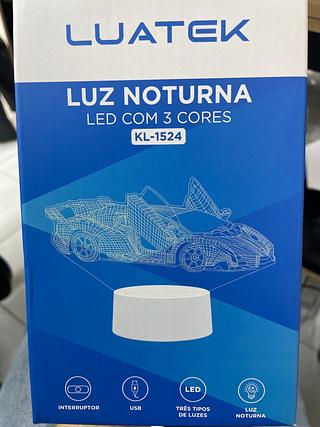 LUATEK
LUZ NOTURNA
LED COM 3 CORES
KL-1524
INTERRUPTOR
USB
LED
TRÊS TIPOS
DE LUZES
LUZ
NOTURNA